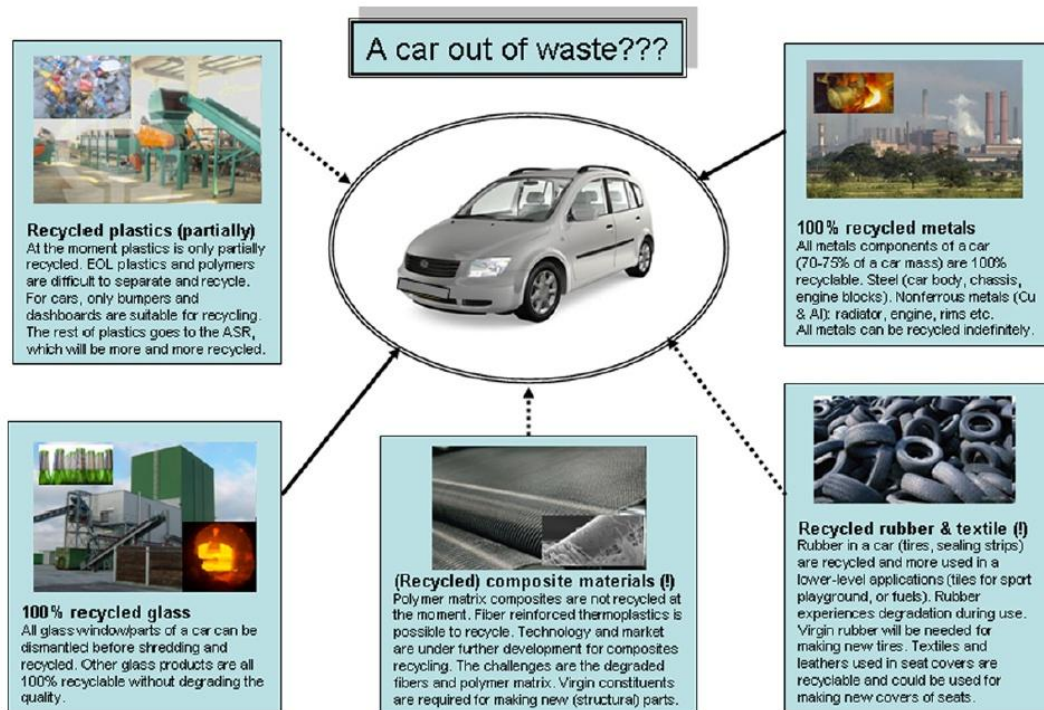 A car out of waste???
Recycled plastics (partially)
At the moment plastics is only partially
recycled. EOL plastics and polymers
are difficult to separate and recycle.
For cars, only bumpers and
dashboards are suitable for recycling.
The rest of plastics goes to the ASR,
which will be more and more recycled.
100% recycled metals
All metals components of a car
(70-75% of a car mass) are 100%
recyclable. Steel (car body, chassis,
engine blocks). Nonferrous metals (Cu
& Al): radiator, engine, rims etc.
All metals can be recycled indefinitely.
100% recycled glass
All glass window/parts of a car can be
dismantled before shredding and
recycled. Other glass products are all
100% recyclable without degrading the
quality.
(Recycled) composite materials (!)
Polymer matrix composites are not recycled at
the moment. Fiber reinforced thermoplastics is
possible to recycle. Technology and market
are under further development for composites
recycling. The challenges are the degraded
fibers and polymer matrix. Virgin constituents
are required for making new (structural) parts.
Recycled rubber & textile (!)
Rubber in a car (tires, sealing strips)
are recycled and more used in a
lower-level applications (tiles for sport
playground, or fuels). Rubber
experiences degradation during use.
Virgin rubber will be needed for
making new tires. Textiles and
leathers used in seat covers are
recyclable and could be used for
making new covers of seats.